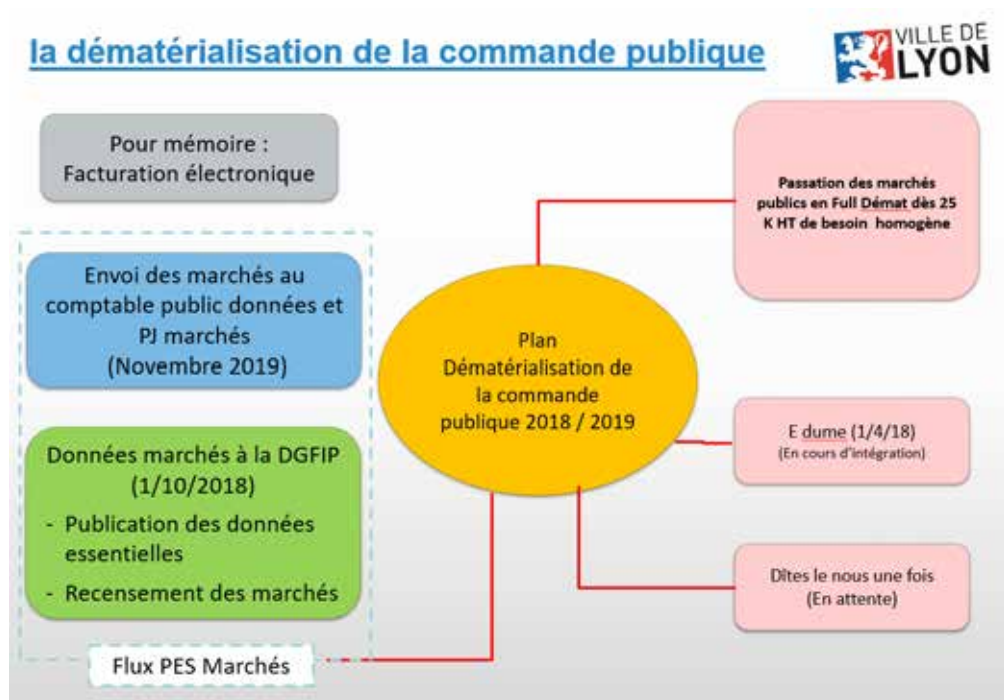 la dématérialisation de la commande publique
VILLE DE
LYON
Pour mémoire :
Facturation électronique
Envoi des marchés au
comptable public données et
PJ marchés
(Novembre 2019)
Données marchés à la DGFIP
(1/10/2018)
- Publication des données
essentielles
- Recensement des marchés
Flux PES Marchés
Plan
Dématérialisation de
la commande
publique 2018 / 2019
Passation des marchés
publics en Full Démat dès 25
K HT de besoin homogène
E dume (1/4/18)
(En cours d'intégration)
Dîtes le nous une fois
(En attente)